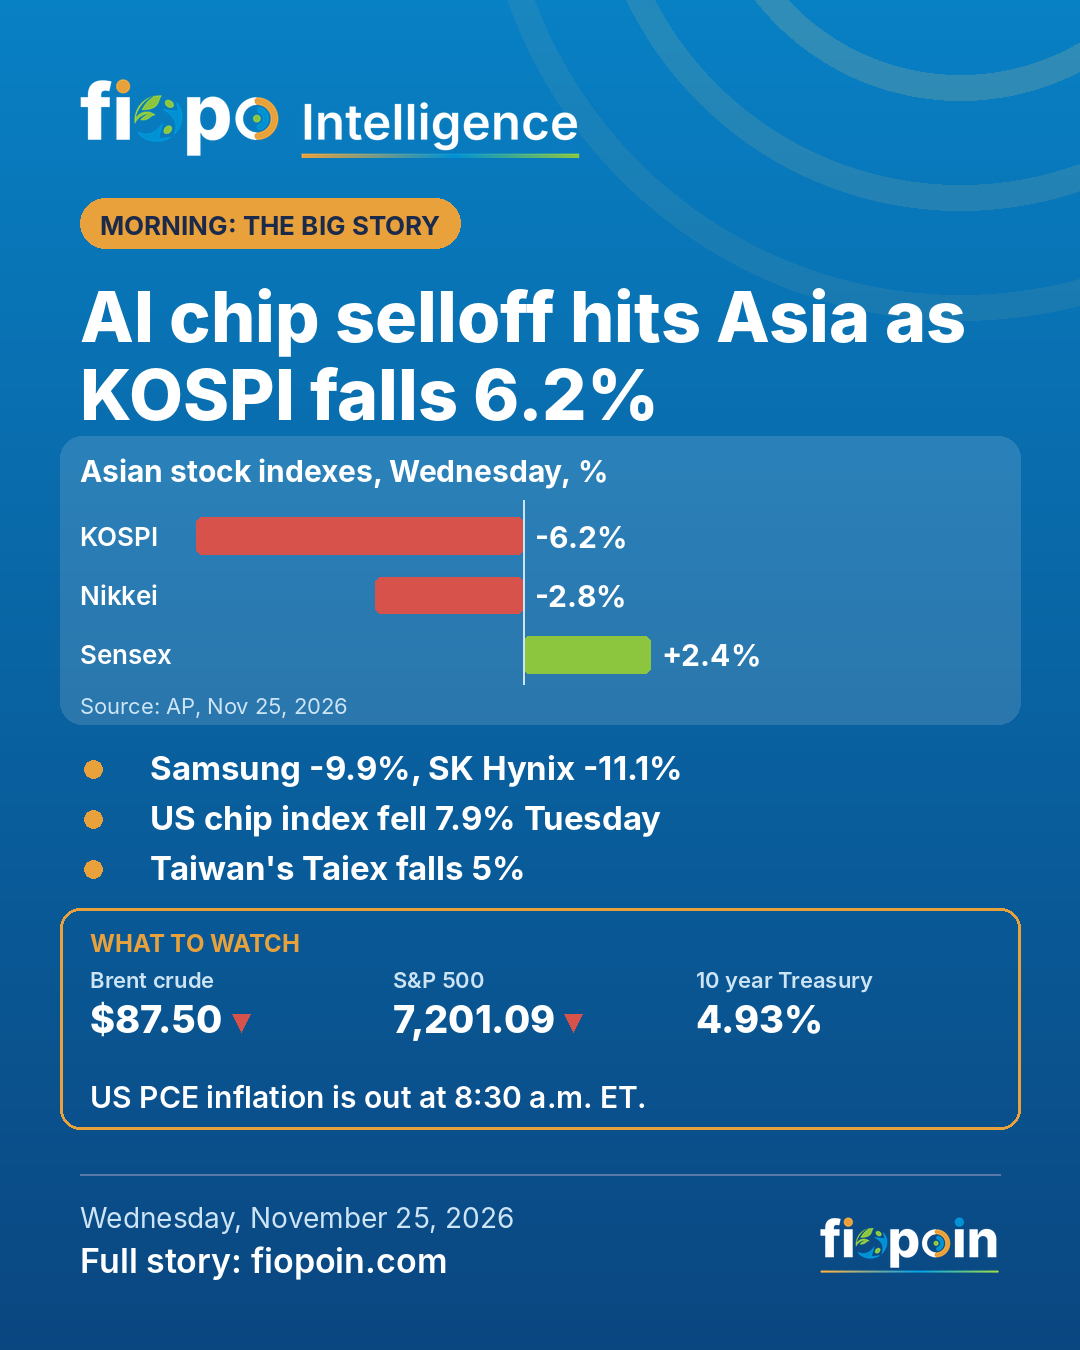 fiopo Intelligence
MORNING: THE BIG STORY
AI chip selloff hits Asia as
KOSPI falls 6.2%
Asian stock indexes, Wednesday, %
KOSPI -6.2%
Nikkei -2.8%
Sensex +2.4%
Source: AP, Nov 25, 2026
Samsung -9.9%, SK Hynix -11.1%
US chip index fell 7.9% Tuesday
Taiwan's Taiex falls 5%
WHAT TO WATCH
Brent crude S&P 500 10 year Treasury
$87.50 ▼ 7,201.09 ▼ 4.93%
US PCE inflation is out at 8:30 a.m. ET.
Wednesday, November 25, 2026
Full story: fiopoin.com
fiopoin